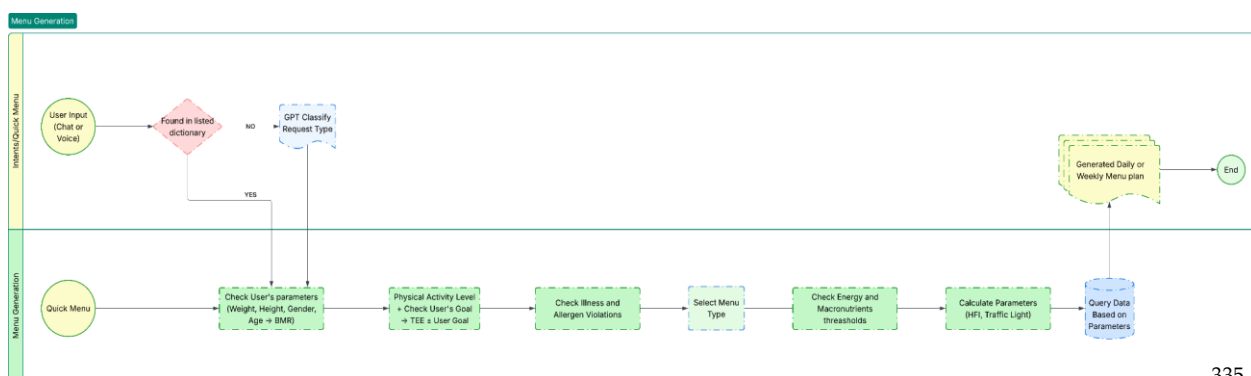 Menu Generation
Intents/Quick Menu
User Input
(Chat or
Voice)
Found in listed
dictionary
NO
GPT Classify
Request Type
YES
Generated Daily or
Weekly Menu plan
End
Menu Generation
Quick Menu
Check User's parameters
(Weight, Height, Gender,
Age → BMR)
Physical Activity Level
+ Check User's Goal
→ TEE ± User Goal
Check Illness and
Allergen Violations
Select Menu
Type
Check Energy and
Macronutrients
thresholds
Calculate Parameters
(HFI, Traffic Light)
Query Data
Based on
Parameters
335